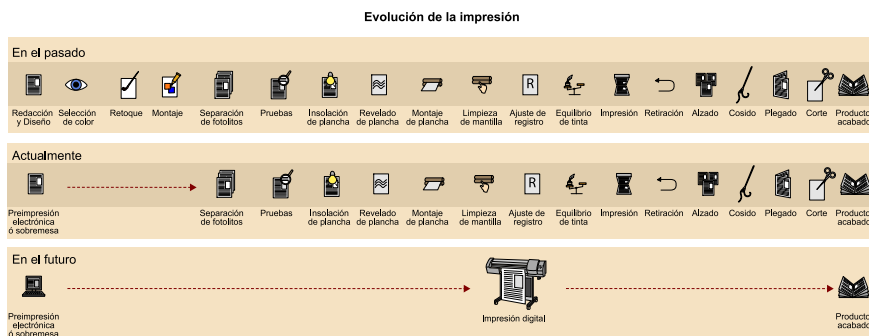 Evolución de la impresión
En el pasado
R
Redacción y Diseño
Selección de color
Retoque
Montaje
Separación de fotolitos
Pruebas
Insolación de plancha
Revelado de plancha
Montaje de plancha
Limpieza de mantilla
Ajuste de registro
Equilibrio de tinta
Impresión
Retiración
Alzado
Cosido
Plegado
Corte
Producto acabado
Actualmente
R
Preimpresión electrónica ó sobremesa
Separación de fotolitos
Pruebas
Insolación de plancha
Revelado de plancha
Montaje de plancha
Limpieza de mantilla
Ajuste de registro
Equilibrio de tinta
Impresión
Retiración
Alzado
Cosido
Plegado
Corte
Producto acabado
En el futuro
Preimpresión electrónica ó sobremesa
Impresión digital
Producto acabado